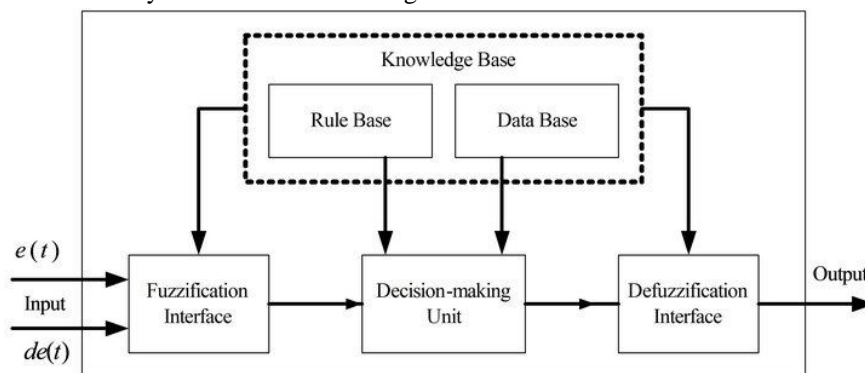 Knowledge Base
Rule Base
Data Base
e(t)
Input
de(t)
Fuzzification
Interface
Decision-making
Unit
Defuzzification
Interface
Output